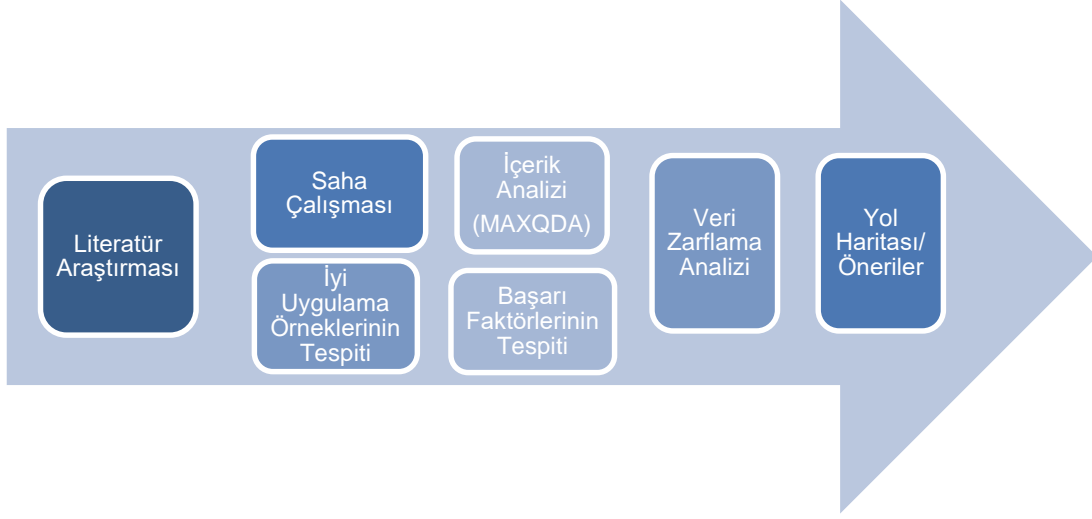 Literatür
Araştırması
Saha
Çalışması
İyi
Uygulama
Örneklerinin
Tespiti
İçerik
Analizi
(MAXQDA)
Başarı
Faktörlerinin
Tespiti
Veri
Zarflama
Analizi
Yol
Haritası/
Öneriler